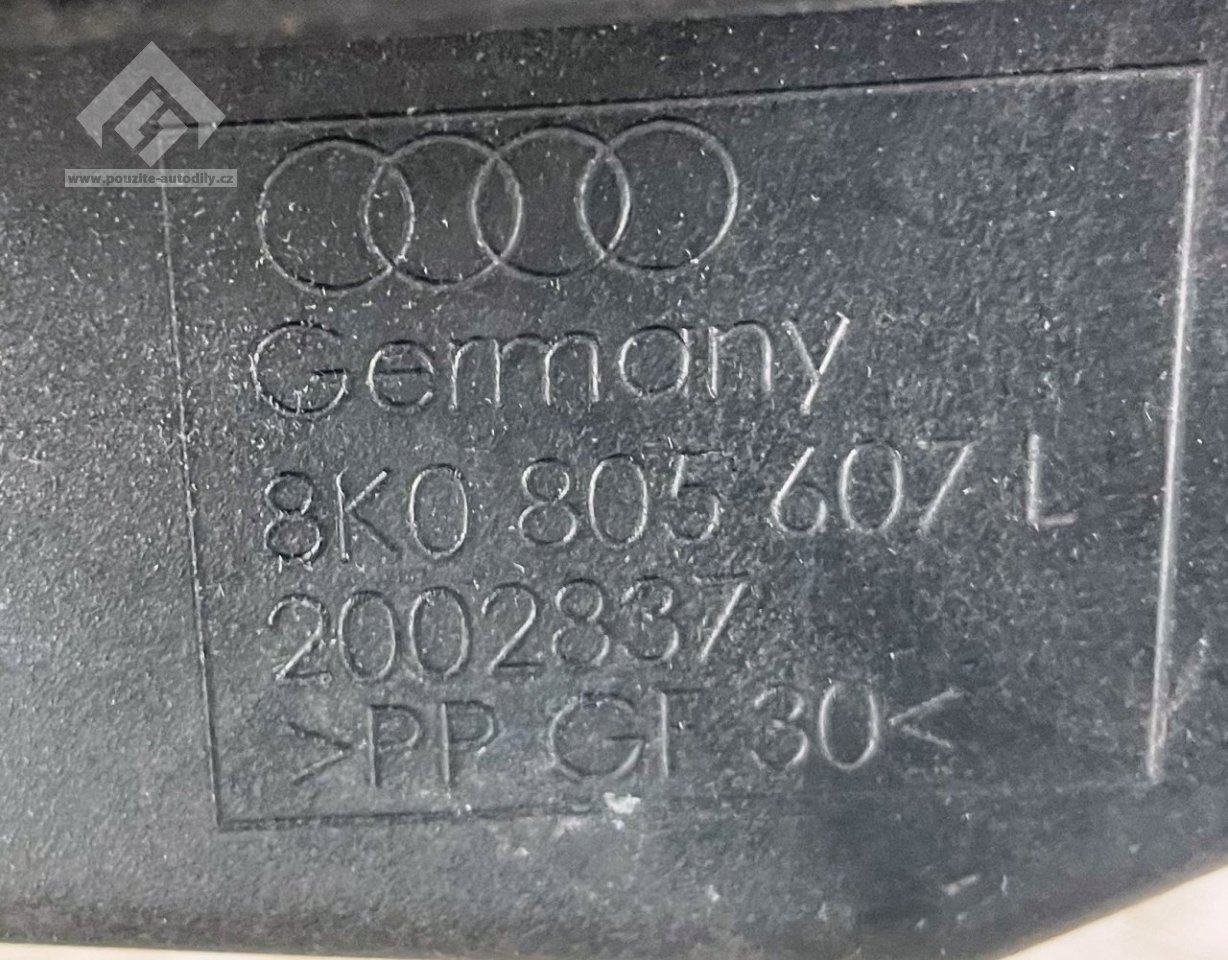 www.pouzite-autodily.cz
Germany
8K0 805 607 L
2002837
>PP GF 30<